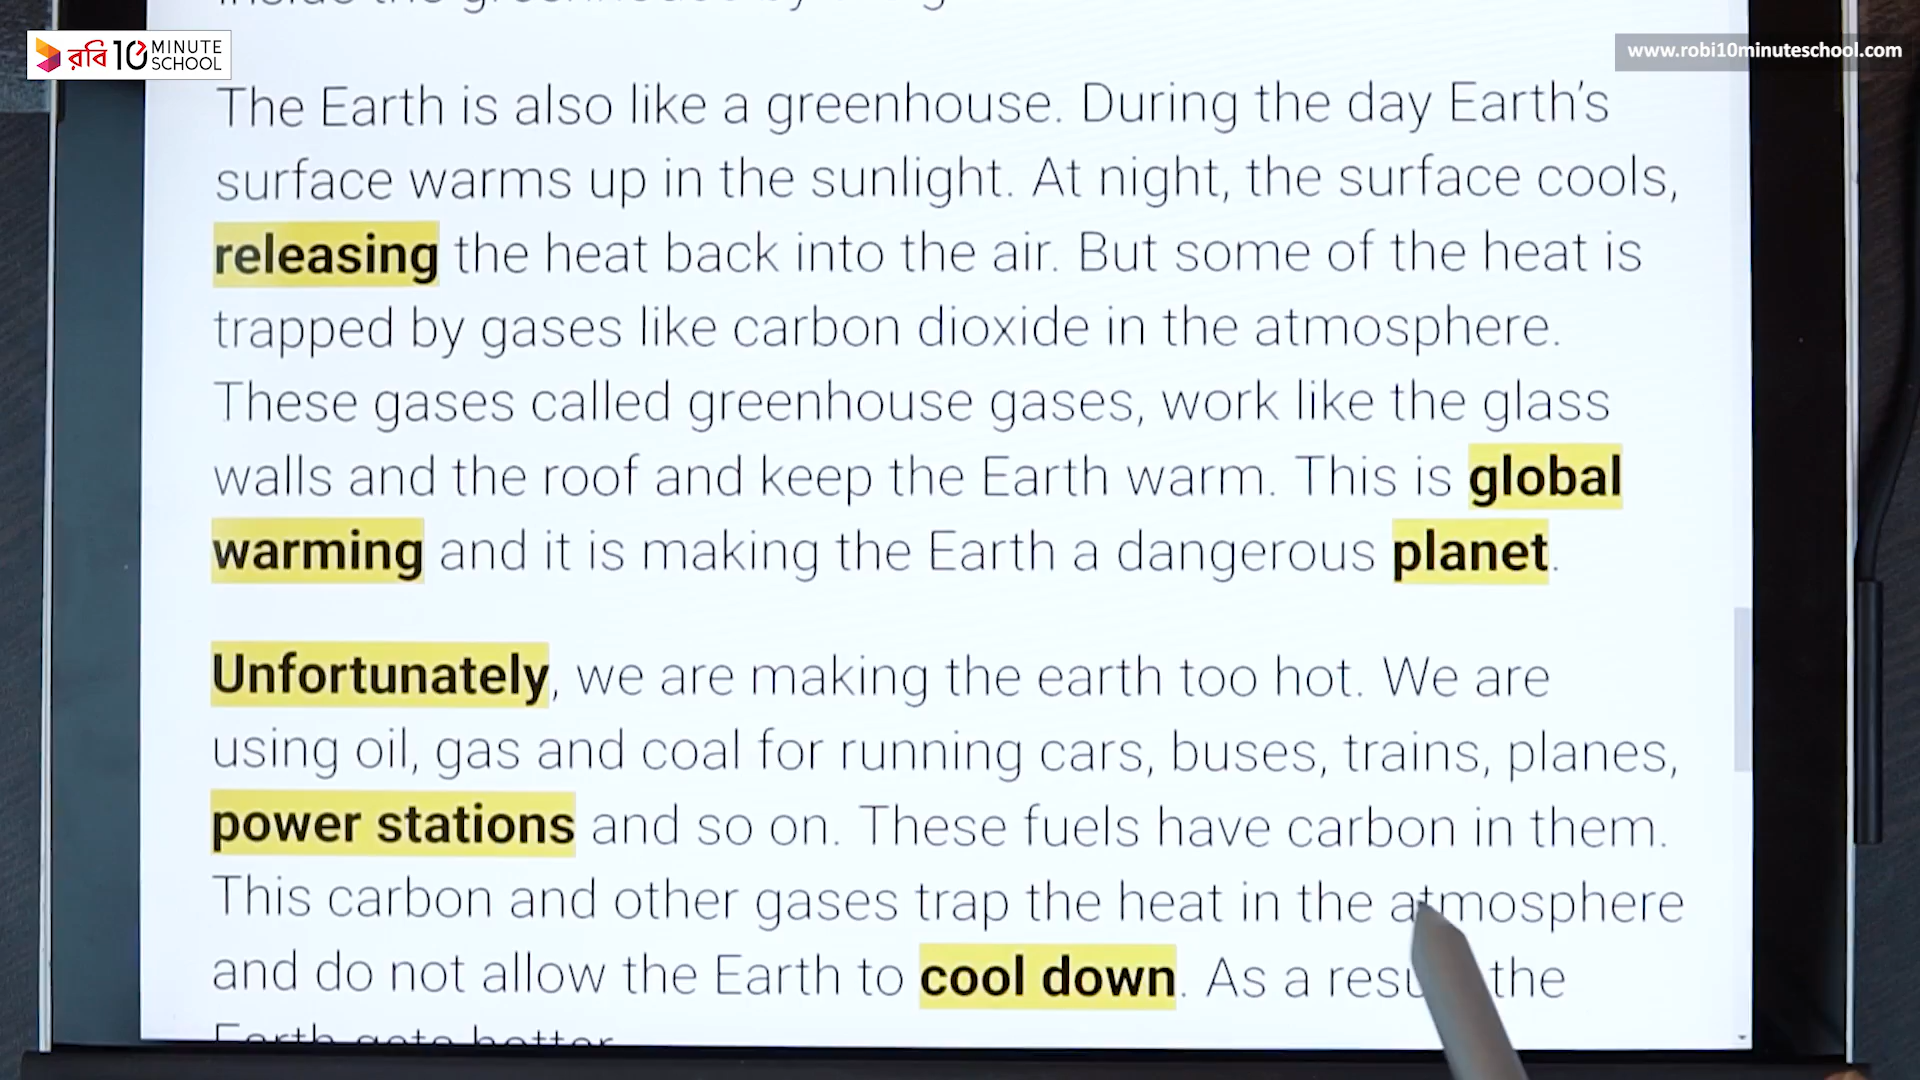 রবি 10 MINUTE SCHOOL
www.robi10minuteschool.com
The Earth is also like a greenhouse. During the day Earth's
surface warms up in the sunlight. At night, the surface cools,
releasing the heat back into the air. But some of the heat is
trapped by gases like carbon dioxide in the atmosphere.
These gases called greenhouse gases, work like the glass
walls and the roof and keep the Earth warm. This is global
warming and it is making the Earth a dangerous planet.
Unfortunately, we are making the earth too hot. We are
using oil, gas and coal for running cars, buses, trains, planes,
power stations and so on. These fuels have carbon in them.
This carbon and other gases trap the heat in the atmosphere
and do not allow the Earth to cool down. As a the
Earth gets hotter